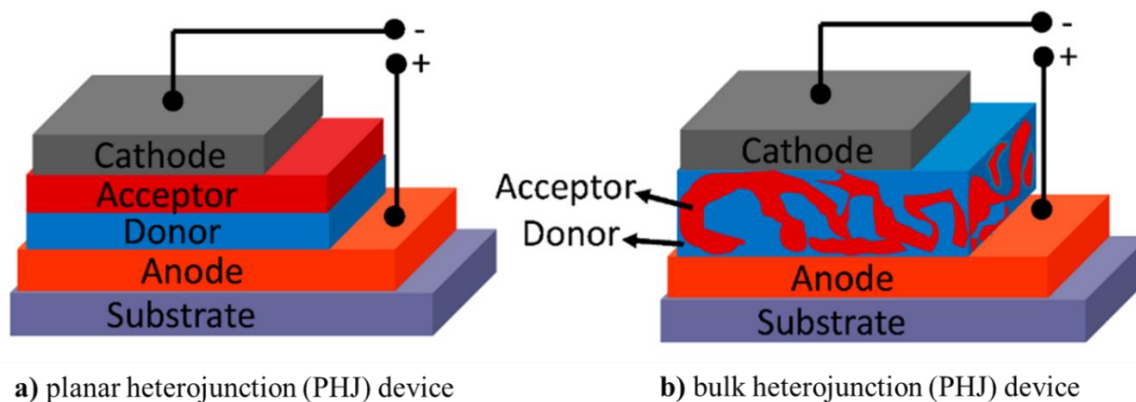 -
+
Cathode
Acceptor
Donor
Anode
Substrate
a) planar heterojunction (PHJ) device
-
+
Cathode
Acceptor
Donor
Anode
Substrate
b) bulk heterojunction (PHJ) device